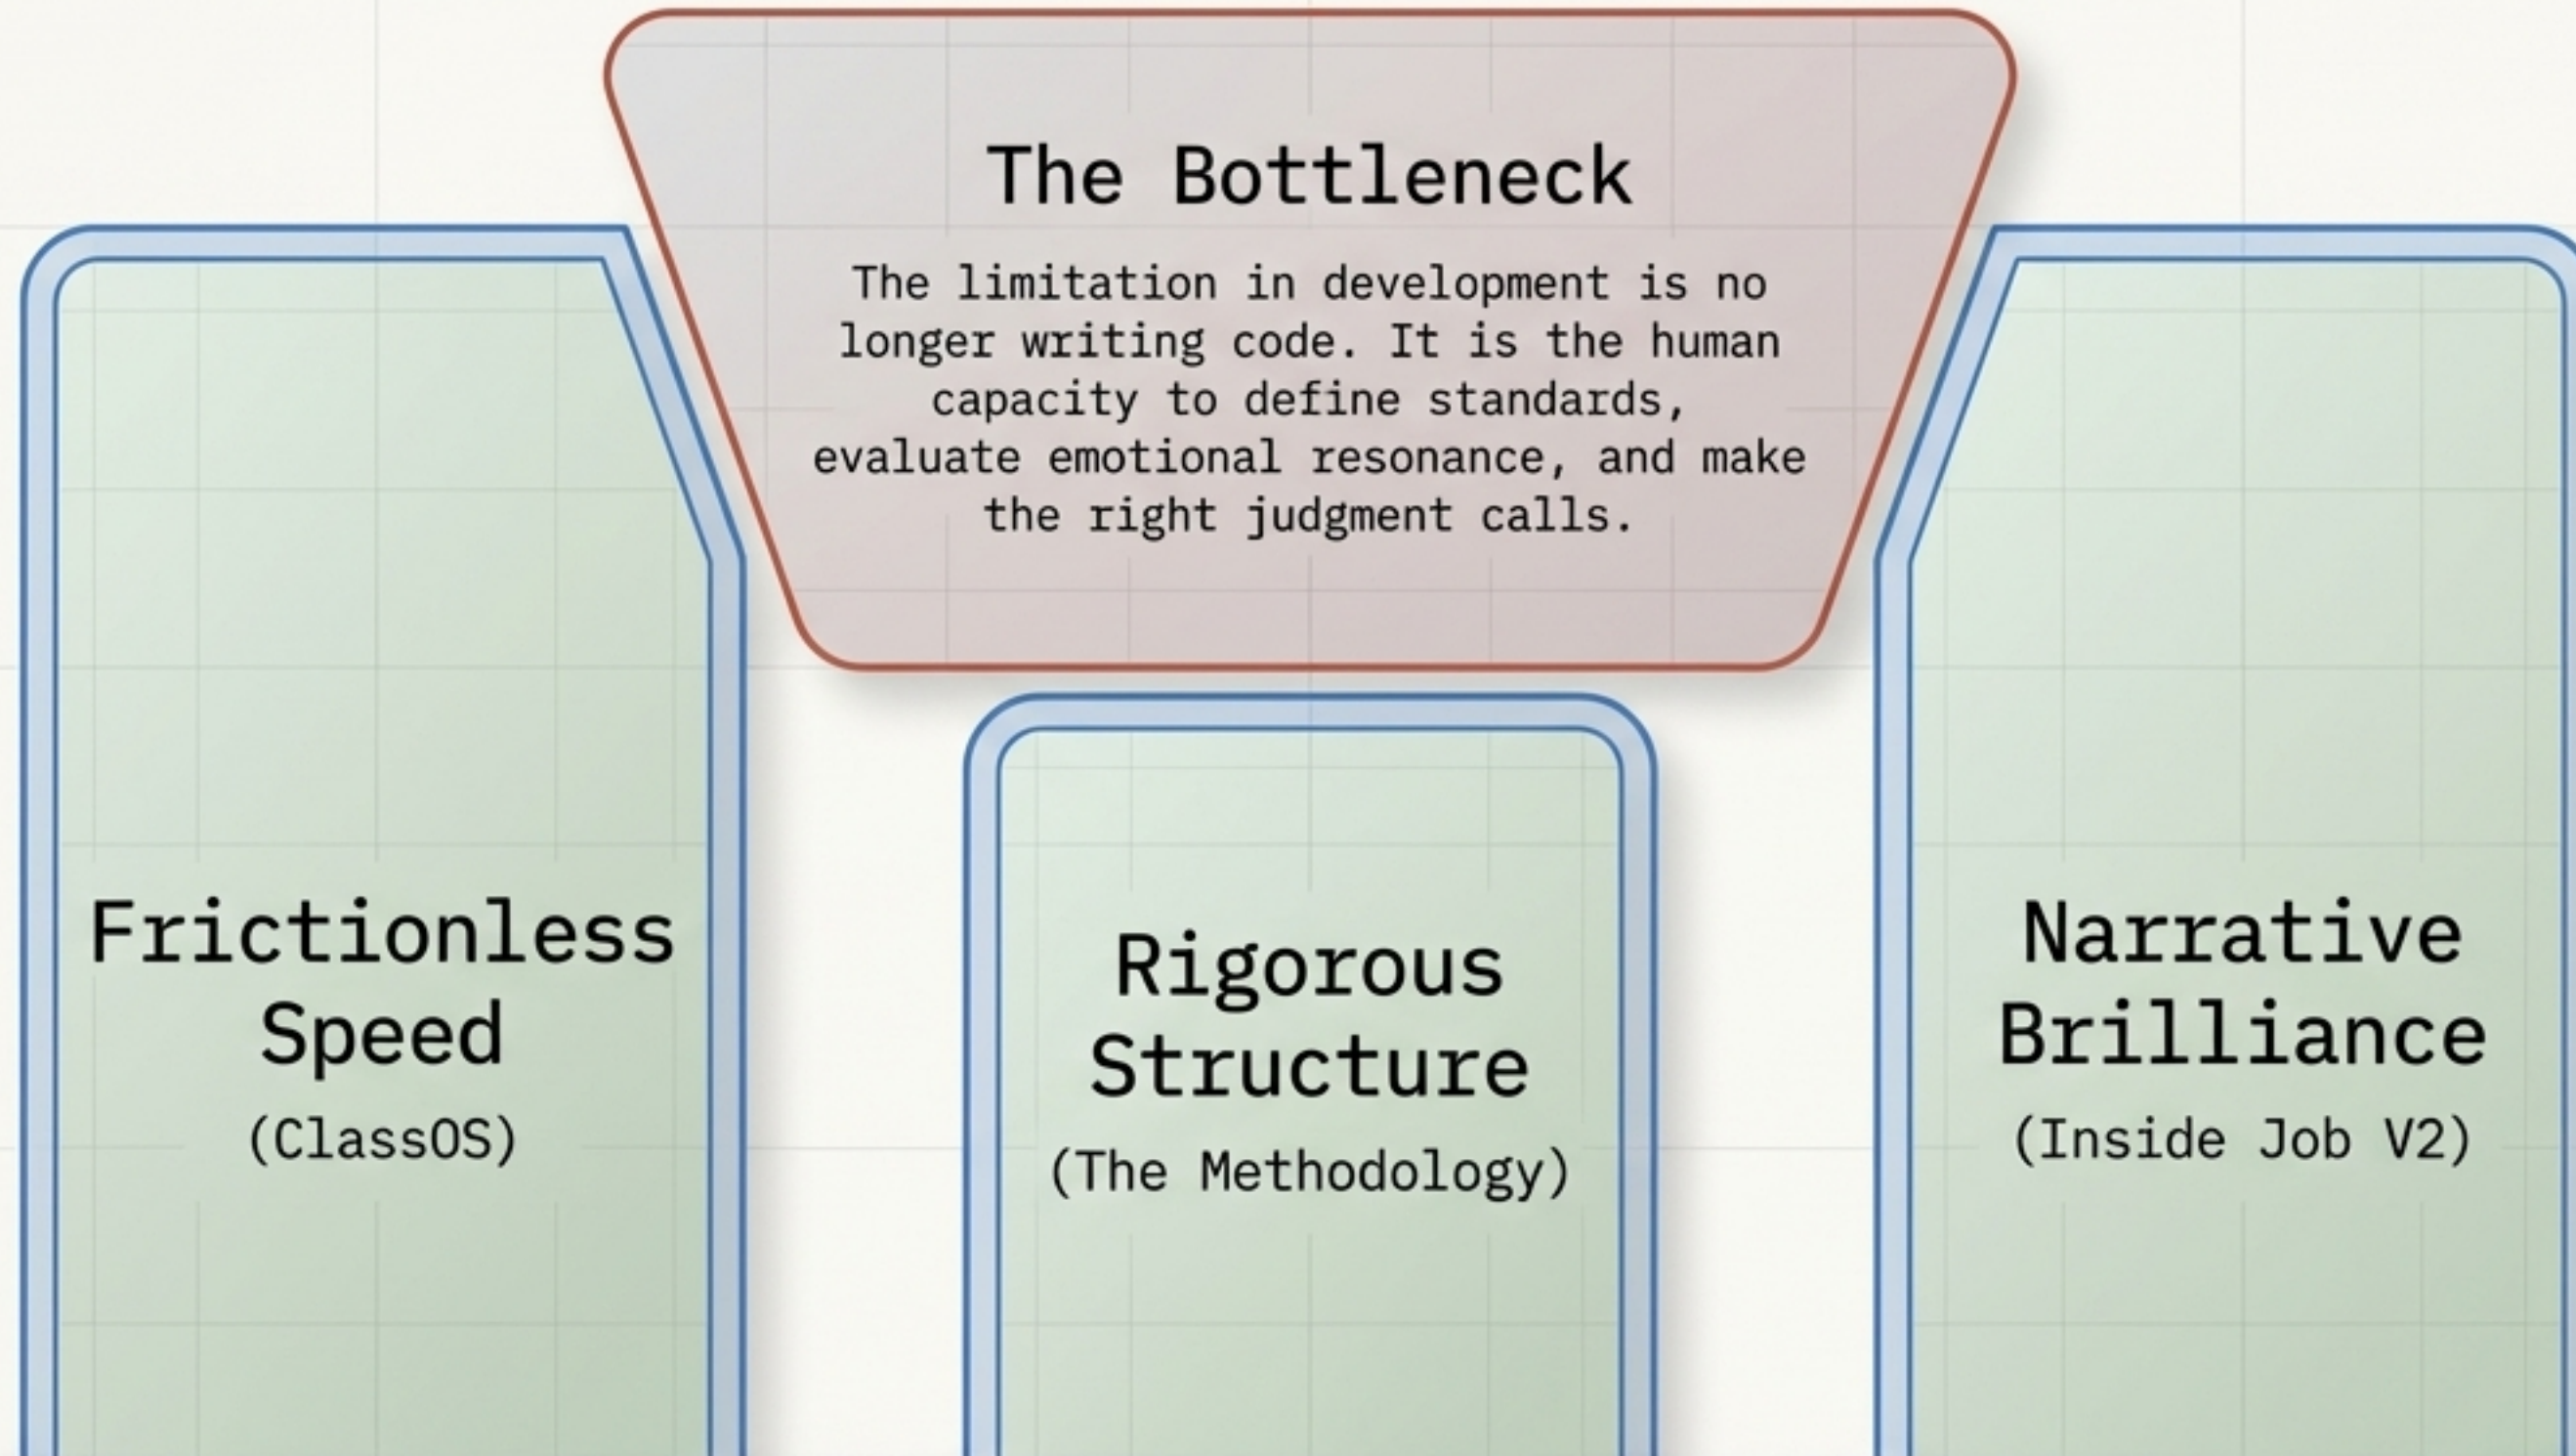 The Bottleneck
The limitation in development is no
longer writing code. It is the human
capacity to define standards,
evaluate emotional resonance, and make
the right judgment calls.
Frictionless
Speed
(ClassOS)
Rigorous
Structure
(The Methodology)
Narrative
Brilliance
(Inside Job V2)